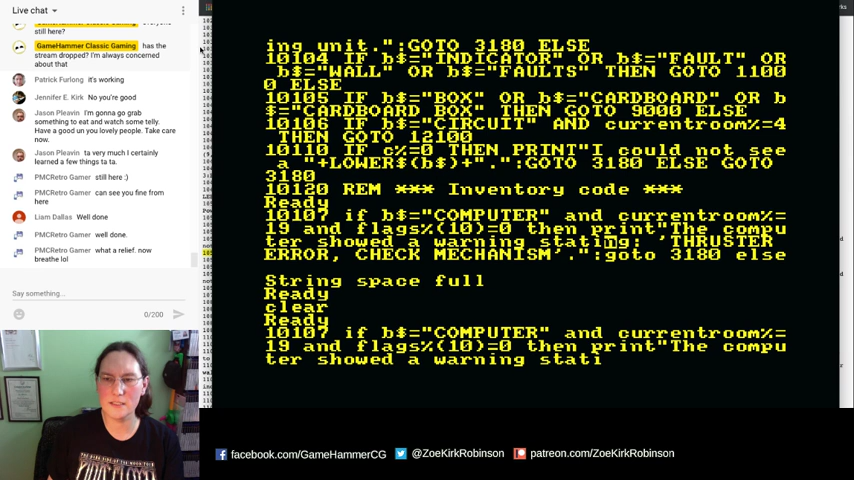 Live chat
GameHammer Classic Gaming everyone
still here?
GameHammer Classic Gaming has the
stream dropped? I'm always concerned
about that
Patrick Furlong it's working
Jennifer E. Kirk No you're good
Jason Pleavin I'm gonna go grab
something to eat and watch some telly.
Have a good un you lovely people. Take care
now.
Jason Pleavin ta very much I certainly
learned a few things ta ta.
PMCRetro Gamer still here :)
PMCRetro Gamer can see you fine from
here
Liam Dallas Well done
PMCRetro Gamer well done.
PMCRetro Gamer what a relief. now
breathe lol
Say something...
0/200
ing unit.":GOTO 3180 ELSE
10104 IF b$="INDICATOR" OR b$="FAULT" OR
b$="WALL" OR b$="FAULTS" THEN GOTO 1100
0 ELSE
10105 IF b$="BOX" OR b$="CARDBOARD" OR b
$="CARDBOARD BOX" THEN GOTO 9000 ELSE
10106 IF b$="CIRCUIT" AND currentroom%=4
THEN GOTO 12100
10110 IF c%=0 THEN PRINT"I could not see
a "+LOWER$(b$)+".":GOTO 3180 ELSE GOTO
3180
10120 REM *** Inventory code ***
Ready
10107 if b$="COMPUTER" and currentroom%=
19 and flags%(10)=0 then print"The compu
ter showed a warning stating: 'THRUSTER
ERROR, CHECK MECHANISM'.":goto 3180 else
String space full
Ready
clear
Ready
10107 if b$="COMPUTER" and currentroom%=
19 and flags%(10)=0 then print"The compu
ter showed a warning stati
facebook.com/GameHammerCG
@ZoeKirkRobinson
patreon.com/ZoeKirkRobinson